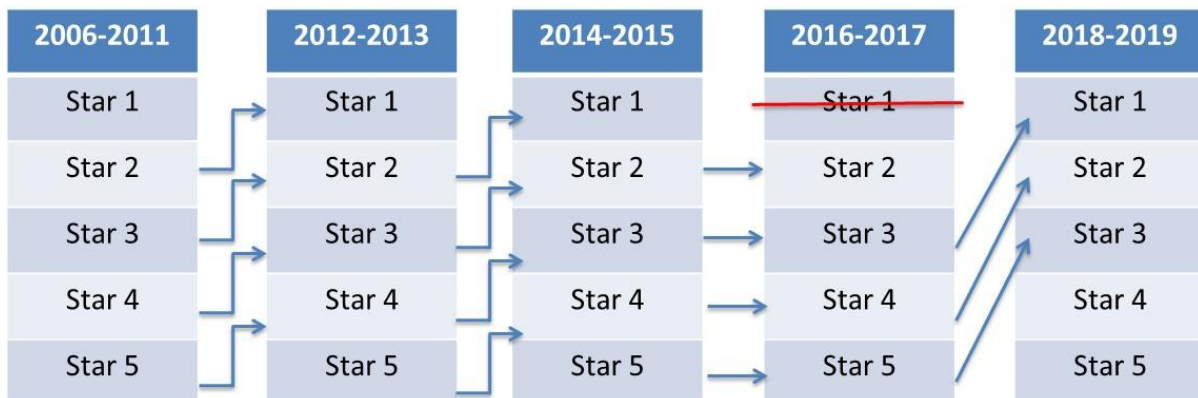 2006-2011 2012-2013 2014-2015 2016-2017 2018-2019
Star 1 Star 1 Star 1 Star 1 Star 1
Star 2 Star 2 Star 2 Star 2 Star 2
Star 3 Star 3 Star 3 Star 3 Star 3
Star 4 Star 4 Star 4 Star 4 Star 4
Star 5 Star 5 Star 5 Star 5 Star 5